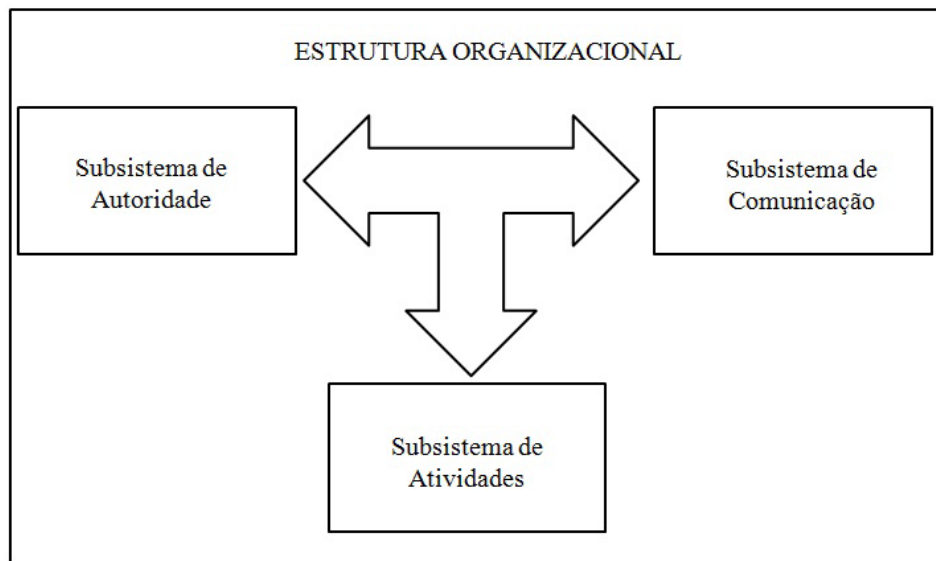 ESTRUTURA ORGANIZACIONAL
Subsistema de
Autoridade
Subsistema de
Comunicação
Subsistema de
Atividades